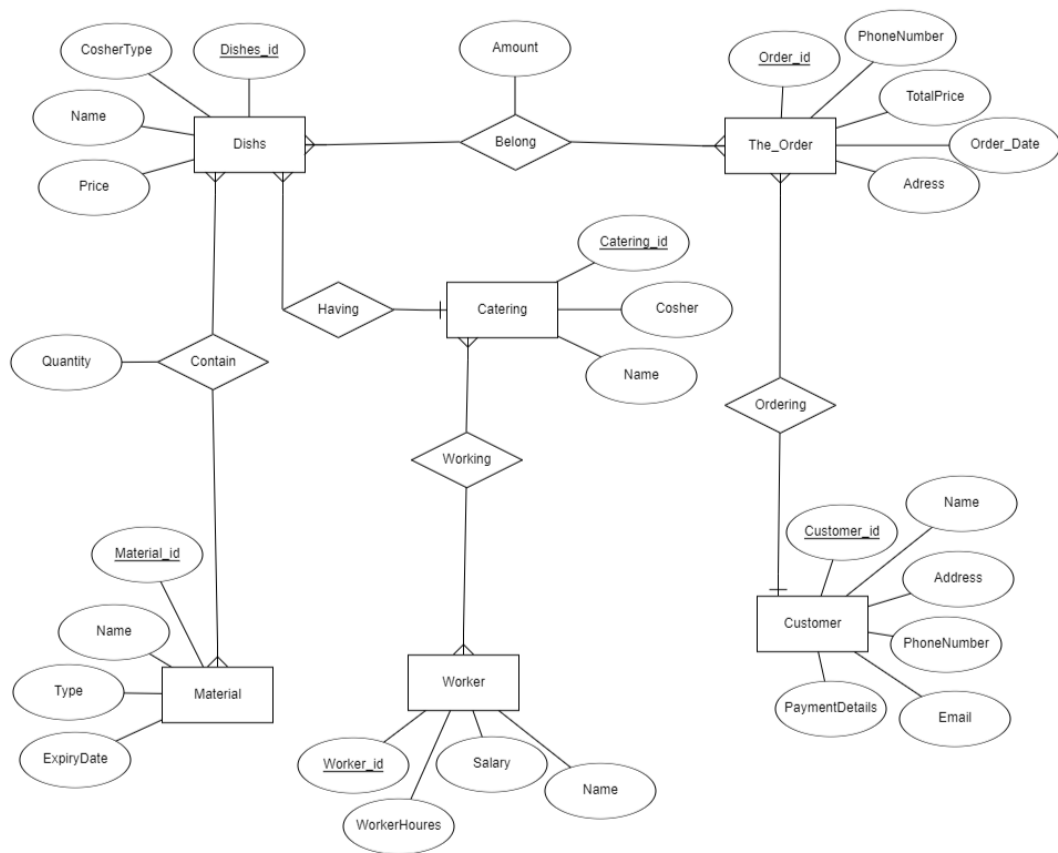 CosherType
Dishes_id
Amount
Order_id
PhoneNumber
Name
TotalPrice
Dishs
Belong
The_Order
Order_Date
Price
Adress
Catering_id
Having
Catering
Cosher
Quantity
Contain
Name
Ordering
Working
Name
Customer_id
Material_id
Address
Name
Customer
PhoneNumber
Type
Material
Worker
PaymentDetails
Email
ExpiryDate
Worker_id
Salary
Name
WorkerHoures